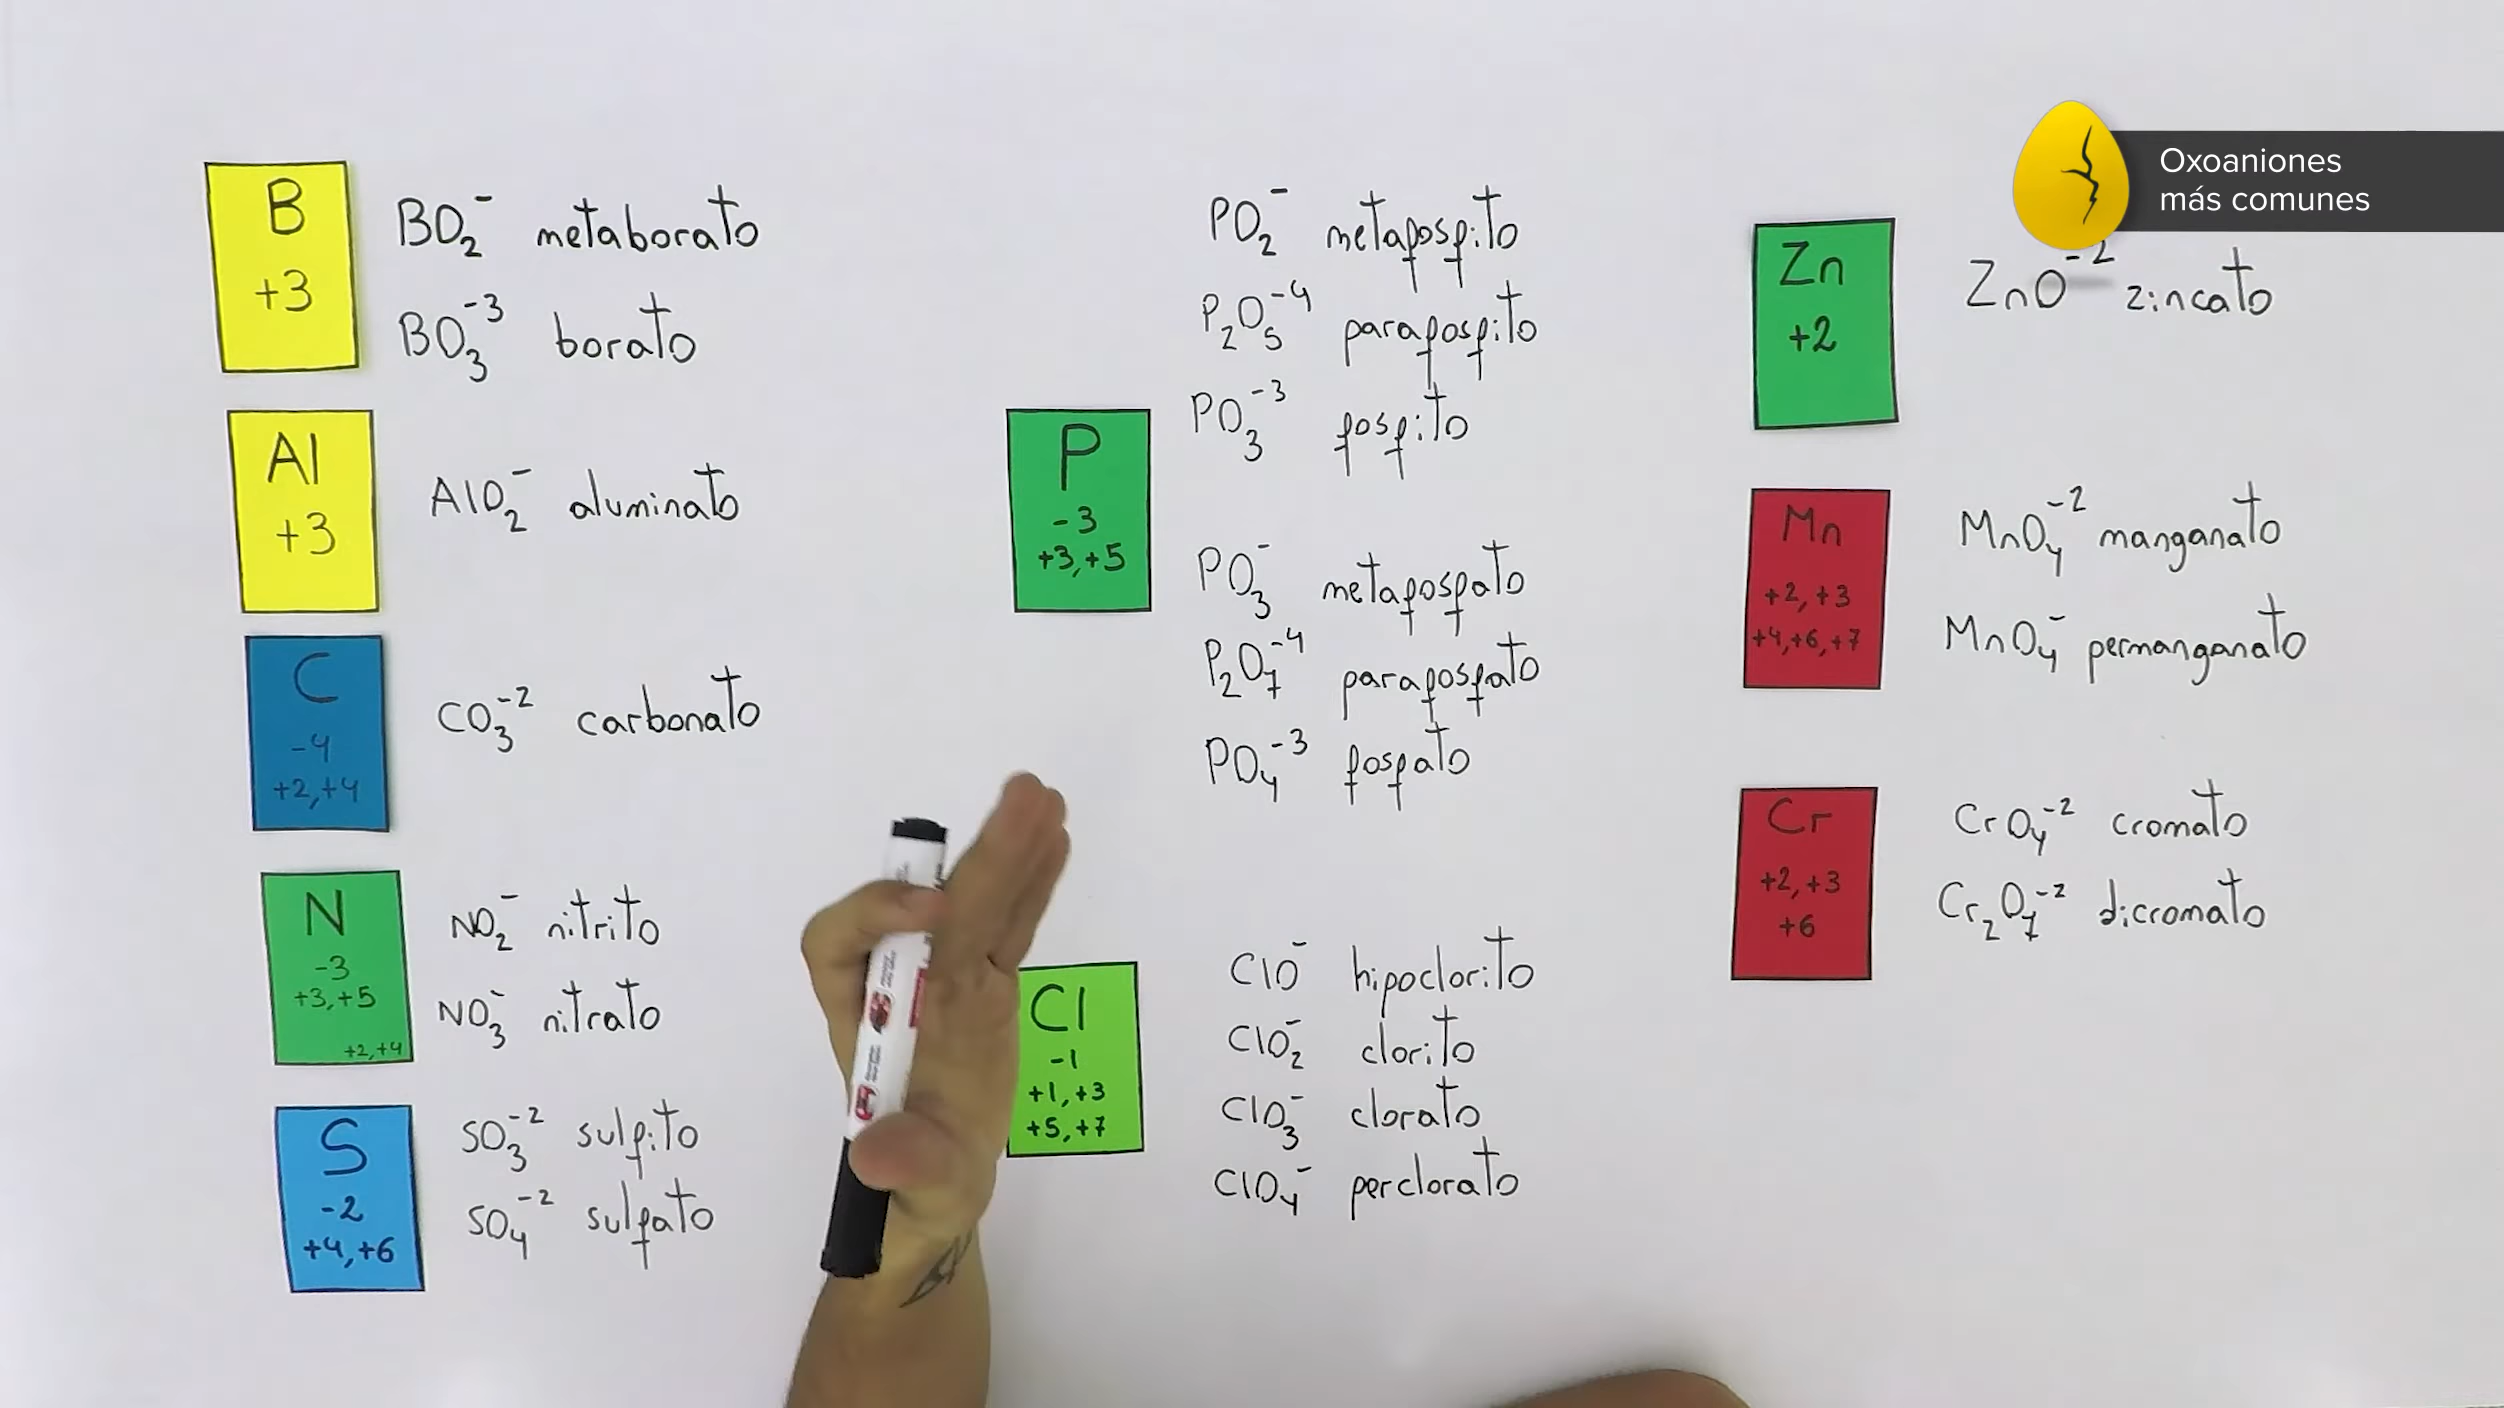 Oxoaniones
más comunes
B
+3
BO₂⁻ metaborato
BO₃⁻³ borato
Al
+3
AlO₂⁻ aluminato
C
-4
+2,+4
CO₃⁻² carbonato
N
-3
+3,+5
+2,+4
NO₂⁻ nitrito
NO₃⁻ nitrato
S
-2
+4,+6
SO₃⁻² sulfito
SO₄⁻² sulfato
P
-3
+3,+5
PO₂⁻ metafosfito
P₂O₅⁻⁴ parafosfito
PO₃⁻³ fosfito
PO₃⁻ metafosfato
P₂O₇⁻⁴ parafosfato
PO₄⁻³ fosfato
Cl
-1
+1,+3
+5,+7
ClO⁻ hipoclorito
ClO₂⁻ clorito
ClO₃⁻ clorato
ClO₄⁻ perclorato
Zn
+2
ZnO⁻² zincato
Mn
+2,+3
+4,+6,+7
MnO₄⁻² manganato
MnO₄⁻ permanganato
Cr
+2,+3
+6
CrO₄⁻² cromato
Cr₂O₇⁻² dicromato